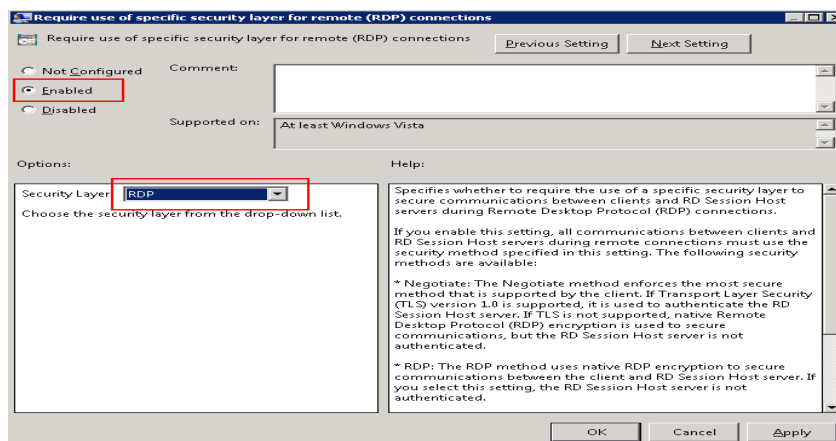 Require use of specific security layer for remote (RDP) connections
Require use of specific security layer for remote (RDP) connections
Previous Setting
Next Setting
Not Configured
Comment:
Enabled
Disabled
Supported on:
At least Windows Vista
Options:
Help:
Security Layer
RDP
Choose the security layer from the drop-down list.
Specifies whether to require the use of a specific security layer to
secure communications between clients and RD Session Host
servers during Remote Desktop Protocol (RDP) connections.
If you enable this setting, all communications between clients and
RD Session Host servers during remote connections must use the
security method specified in this setting. The following security
methods are available:
* Negotiate: The Negotiate method enforces the most secure
method that is supported by the client. If Transport Layer Security
(TLS) version 1.0 is supported, it is used to authenticate the RD
Session Host server. If TLS is not supported, native Remote
Desktop Protocol (RDP) encryption is used to secure
communications, but the RD Session Host server is not
authenticated.
* RDP: The RDP method uses native RDP encryption to secure
communications between the client and RD Session Host server. If
you select this setting, the RD Session Host server is not
authenticated.
OK
Cancel
Apply